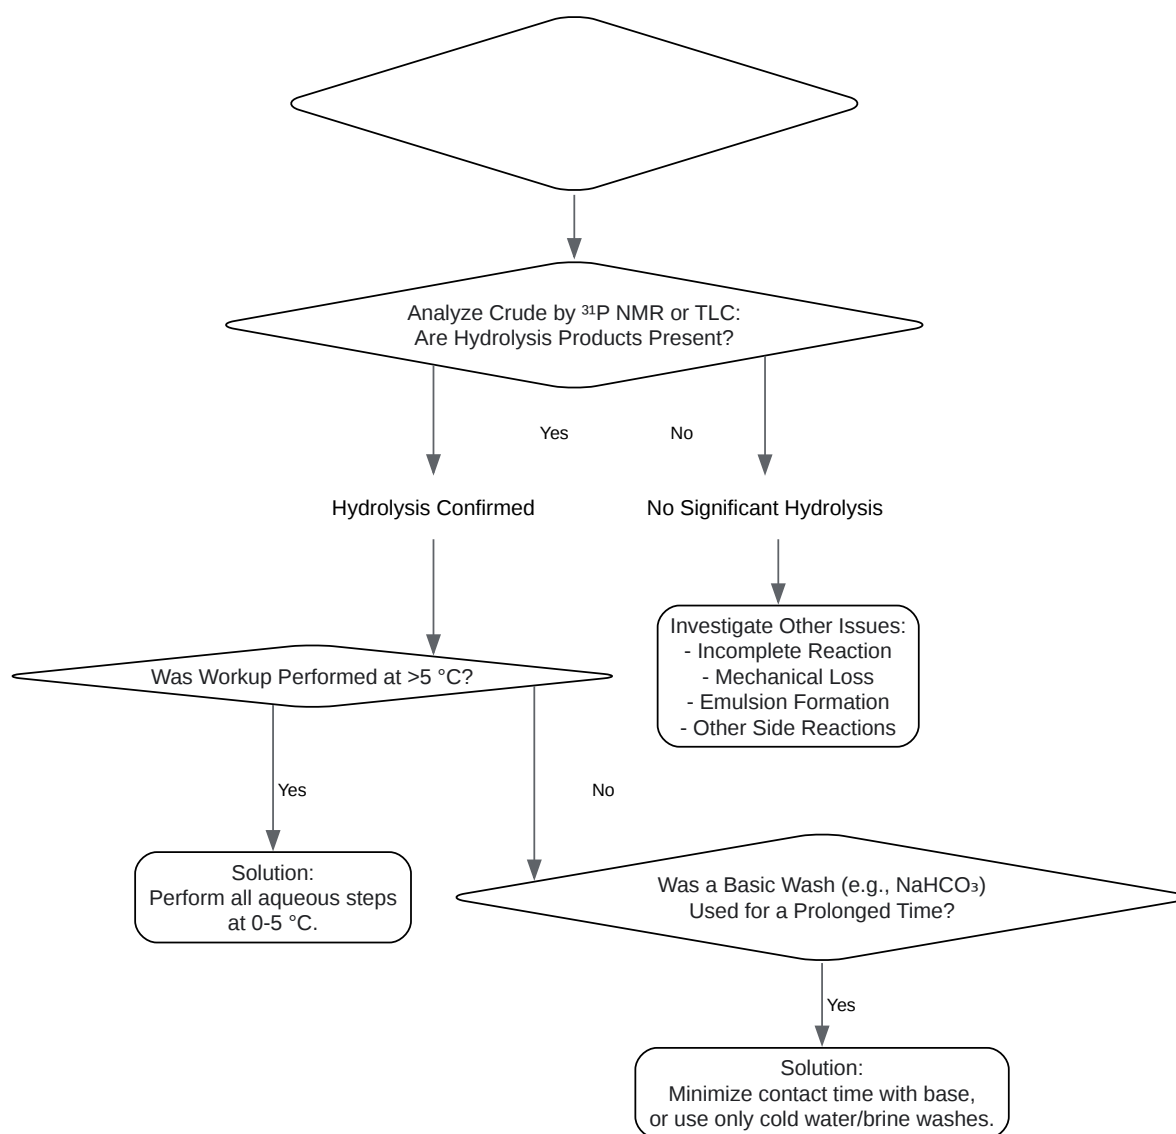 Analyze Crude by ³¹P NMR or TLC:
Are Hydrolysis Products Present?
Yes
No
Hydrolysis Confirmed
No Significant Hydrolysis
Investigate Other Issues:
- Incomplete Reaction
- Mechanical Loss
- Emulsion Formation
- Other Side Reactions
Was Workup Performed at >5 °C?
Yes
No
Solution:
Perform all aqueous steps
at 0-5 °C.
Was a Basic Wash (e.g., NaHCO₃)
Used for a Prolonged Time?
Yes
Solution:
Minimize contact time with base,
or use only cold water/brine washes.